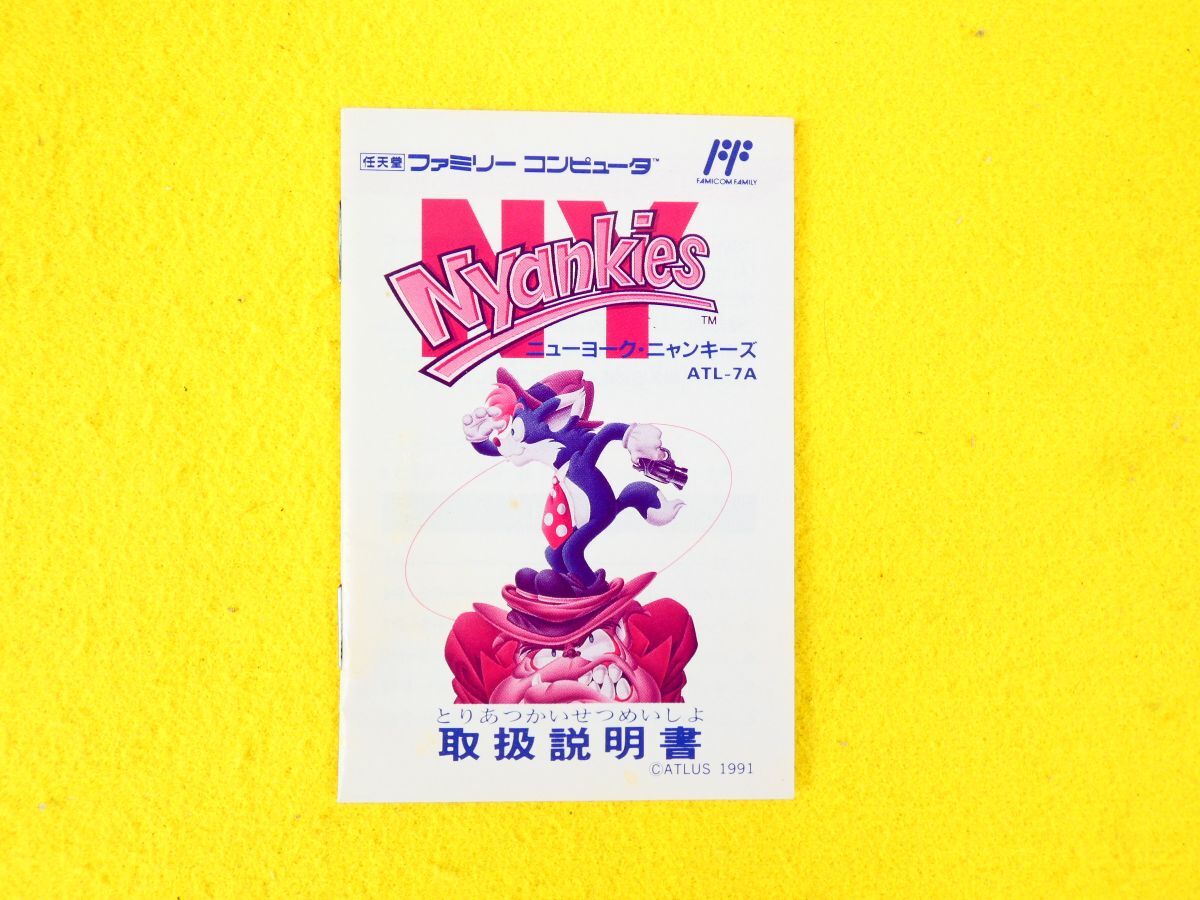 任天堂 ファミリー コンピュータ™
FAMICOM FAMILY
NY
Nyankies
™
ニューヨーク・ニャンキーズ
ATL-7A
とりあつかいせつめいしよ
取扱説明書
©ATLUS 1991